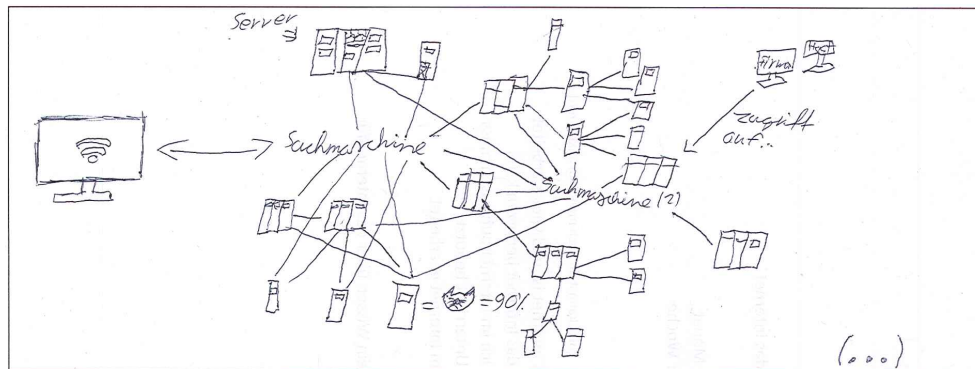 Server
Firma
Host
Zugriff
auf..
Suchmaschine
Suchmaschine (2)
= = 90%
(...)